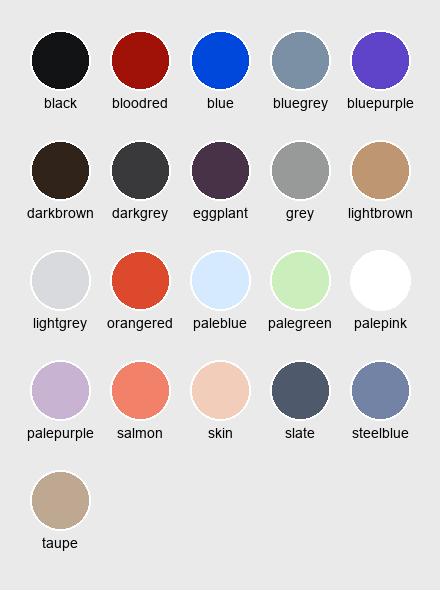 black bloodred blue bluegrey bluepurple
darkbrown darkgrey eggplant grey lightbrown
lightgrey orangered paleblue palegreen palepink
palepurple salmon skin slate steelblue
taupe